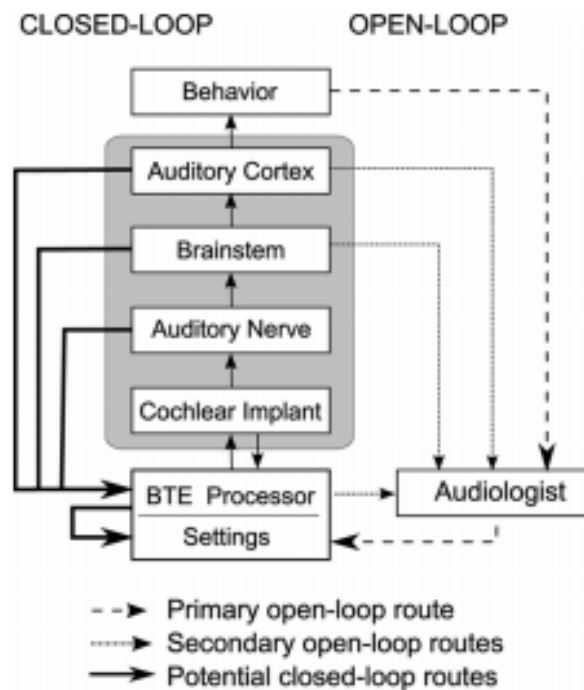 CLOSED-LOOP OPEN-LOOP
Behavior
Auditory Cortex
Brainstem
Auditory Nerve
Cochlear Implant
BTE Processor
Settings
Audiologist
Primary open-loop route
Secondary open-loop routes
Potential closed-loop routes